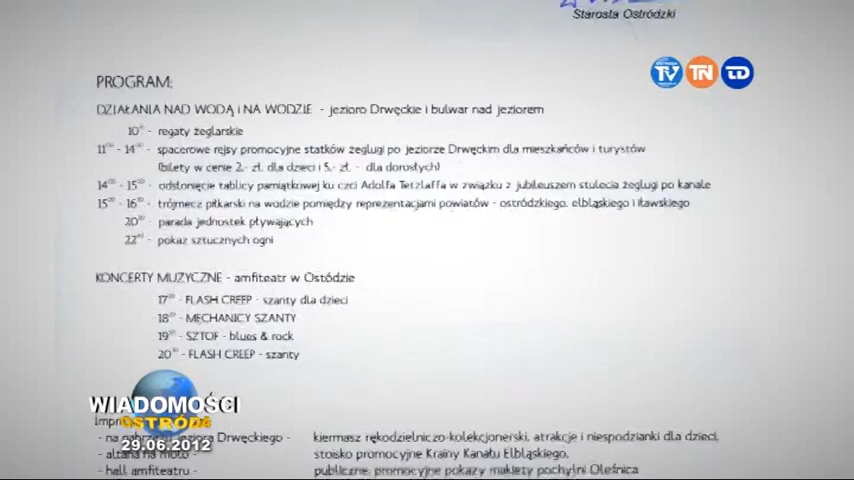 Starosta Ostródzki
TV TN TD
PROGRAM:
DZIAŁANIA NAD WODĄ i NA WODZIE - jezioro Drwęckie i bulwar nad jeziorem
10⁰⁰ - regaty żeglarskie
11⁰⁰ - 14⁰⁰ - spacerowe rejsy promocyjne statków żeglugi po jeziorze Drwęckim dla mieszkańców i turystów
(bilety w cenie 2,- zł. dla dzieci i 5,- zł. - dla dorosłych)
14⁰⁰ - 15⁰⁰ - odsłonięcie tablicy pamiątkowej ku czci Adolfa Tetzlaffa w związku z jubileuszem stulecia żeglugi po kanale
15⁰⁰ - 16⁰⁰ - trójmecz piłkarski na wodzie pomiędzy reprezentacjami powiatów - ostródzkiego, elbląskiego i iławskiego
20⁰⁰ - parada jednostek pływających
22⁰⁰ - pokaz sztucznych ogni
KONCERTY MUZYCZNE - amfiteatr w Ostódzie
17⁰⁰ - FLASH CREEP - szanty dla dzieci
18⁰⁰ - MECHANICY SZANTY
19³⁰ - SZTOF - blues & rock
20³⁰ - FLASH CREEP - szanty
WIADOMOŚCI
OSTRÓDA
29.06.2012
- na Drwęckiego - kiermasz rękodzielniczo-kolekcjonerski, atrakcje i niespodzianki dla dzieci,
- altana na molo - stoisko promocyjne Krainy Kanału Elbląskiego,
- hall amfiteatru - publiczne, promocyjne pokazy makiety pochylni Oleśnica